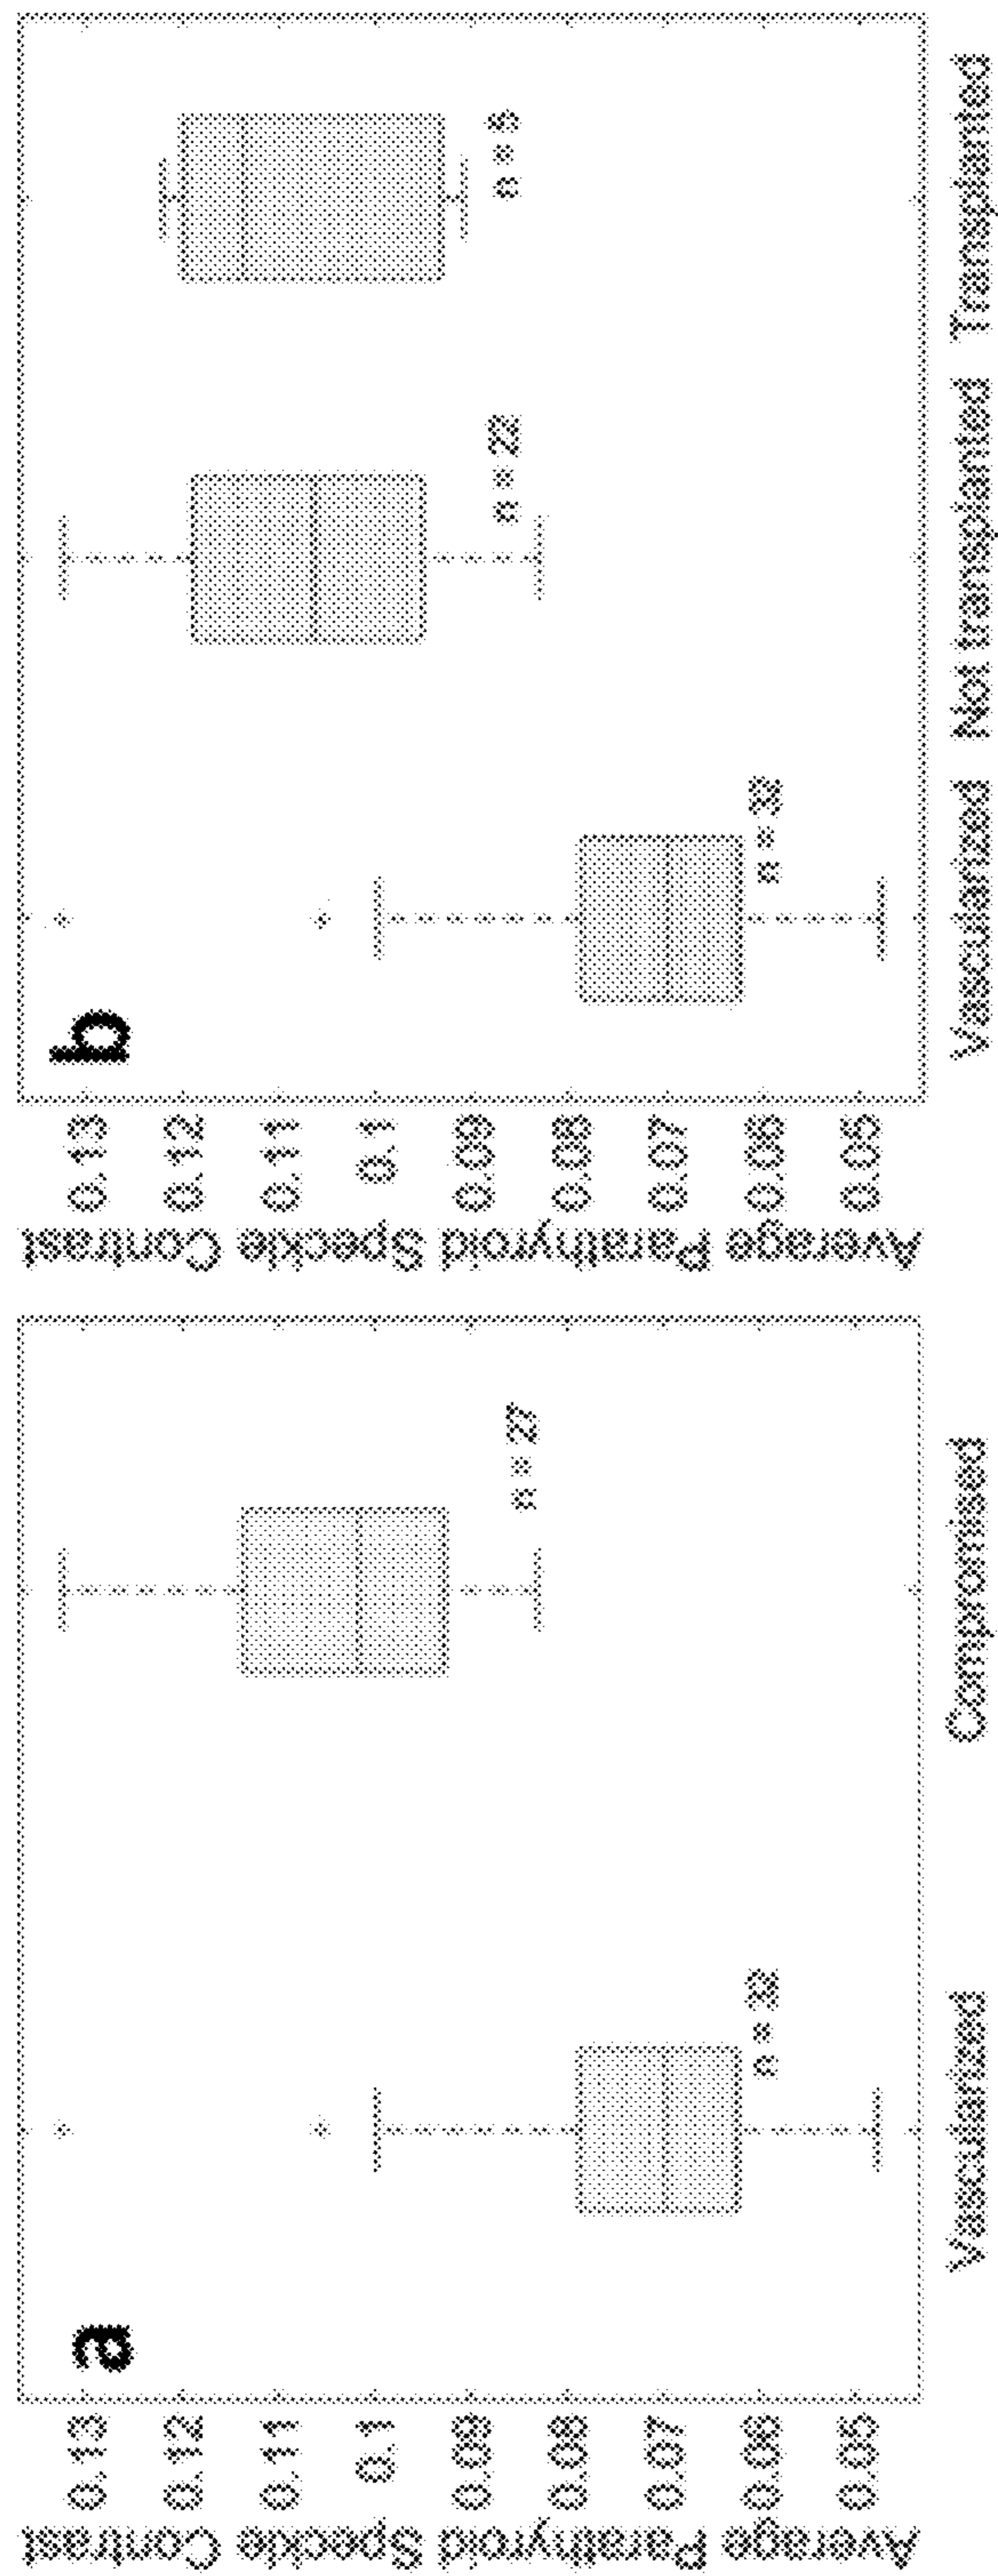 a
Average Parathyroid Speckle Contrast
0.13
0.12
0.11
0.1
0.09
0.08
0.07
0.06
0.05
n = 32
n = 27
Vascularised
Compromised
b
Average Parathyroid Speckle Contrast
0.13
0.12
0.11
0.1
0.09
0.08
0.07
0.06
0.05
n = 32
n = 22
n = 5
Vascularized
Not transplanted
Transplanted